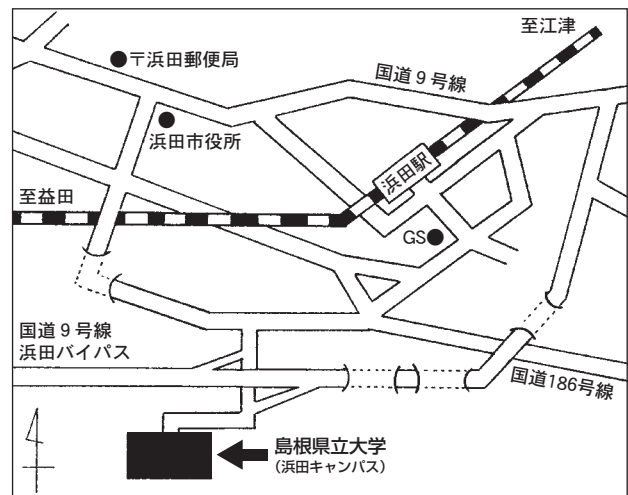 至江津
〒浜田郵便局
国道9号線
浜田市役所
浜田駅
至益田
GS
国道9号線
浜田バイパス
国道186号線
島根県立大学
(浜田キャンパス)